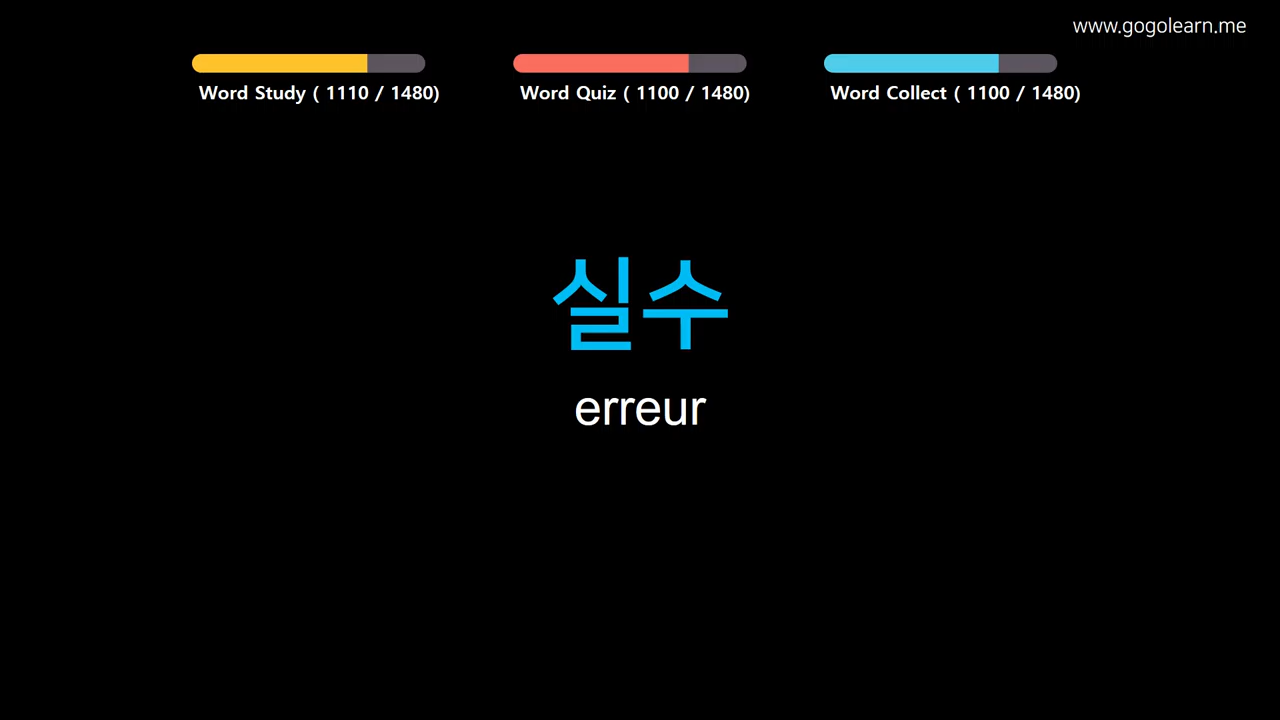 www.gogolearn.me
Word Study ( 1110 / 1480)
Word Quiz ( 1100 / 1480)
Word Collect ( 1100 / 1480)
실수
erreur